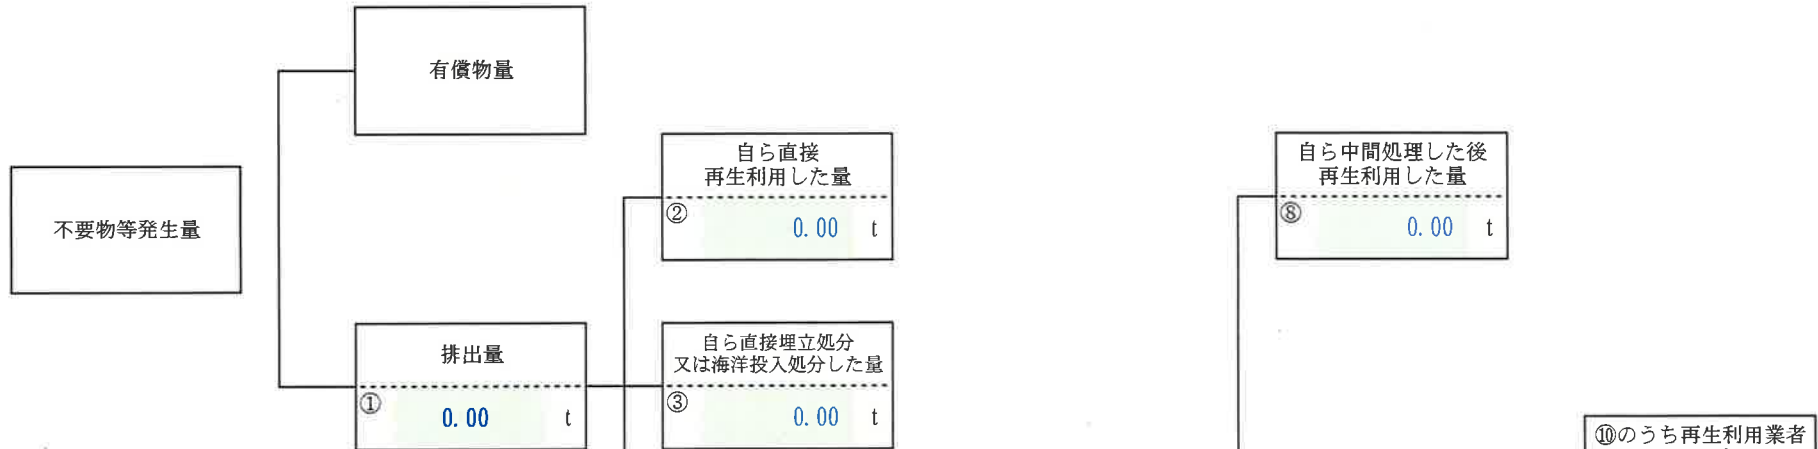 有償物量
不要物等発生量
自ら直接
再生利用した量
②
0.00 t
自ら中間処理した後
再生利用した量
⑧
0.00 t
排出量
①
0.00 t
自ら直接埋立処分
又は海洋投入処分した量
③
0.00 t
⑩のうち再生利用業者